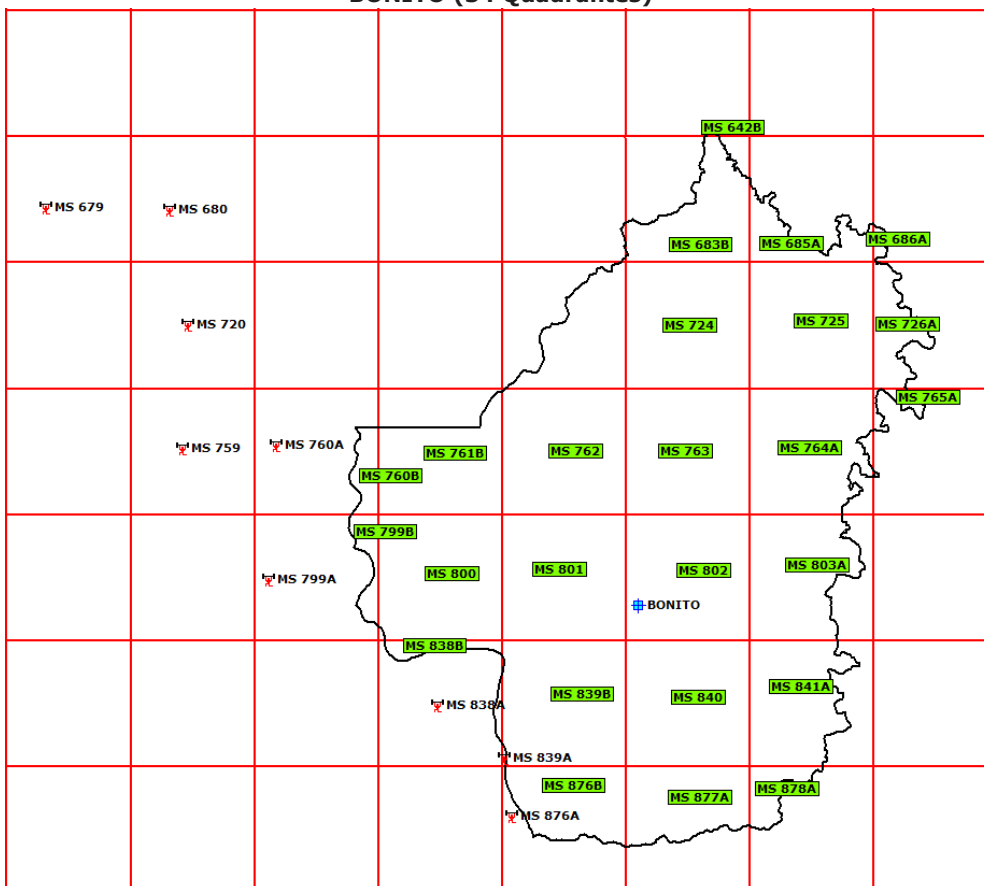 BONITO (34 Quadrantes)
MS 642B
MS 679
MS 680
MS 683B
MS 685A
MS 686A
MS 720
MS 724
MS 725
MS 726A
MS 765A
MS 759
MS 760A
MS 761B
MS 762
MS 763
MS 764A
MS 760B
MS 799B
MS 799A
MS 800
MS 801
MS 802
MS 803A
BONITO
MS 838B
MS 838A
MS 839B
MS 840
MS 841A
MS 839A
MS 876B
MS 877A
MS 878A
MS 876A